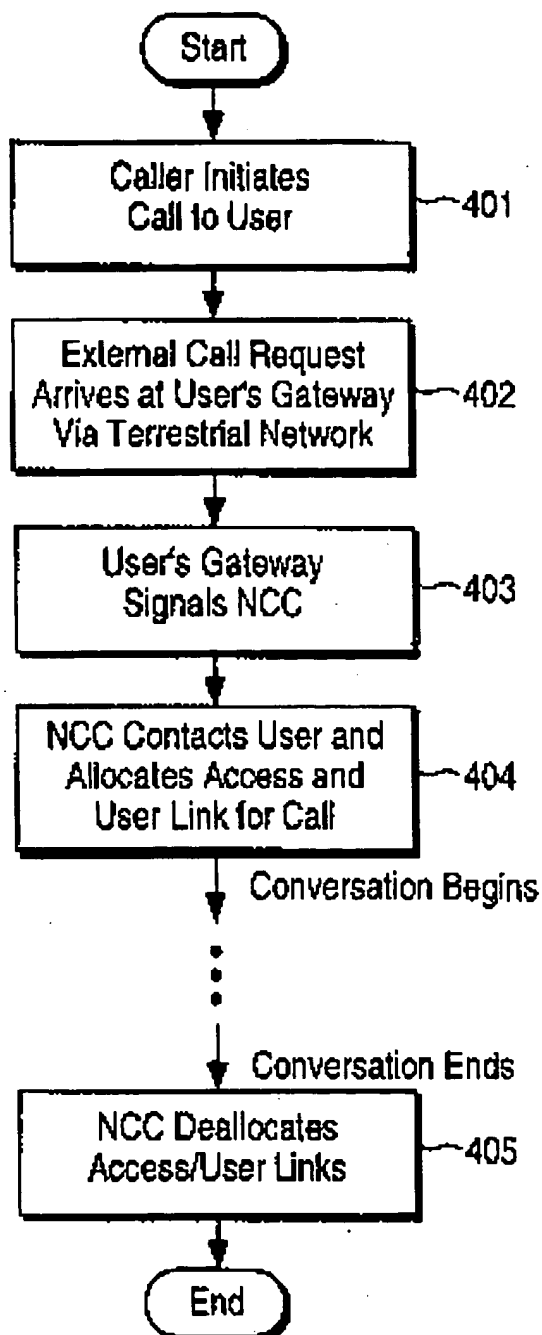 Start
Caller Initiates
Call to User
401
External Call Request
Arrives at User's Gateway
Via Terrestrial Network
402
User's Gateway
Signals NCC
403
NCC Contacts User and
Allocates Access and
User Link for Call
404
Conversation Begins
Conversation Ends
NCC Deallocates
Access/User Links
405
End